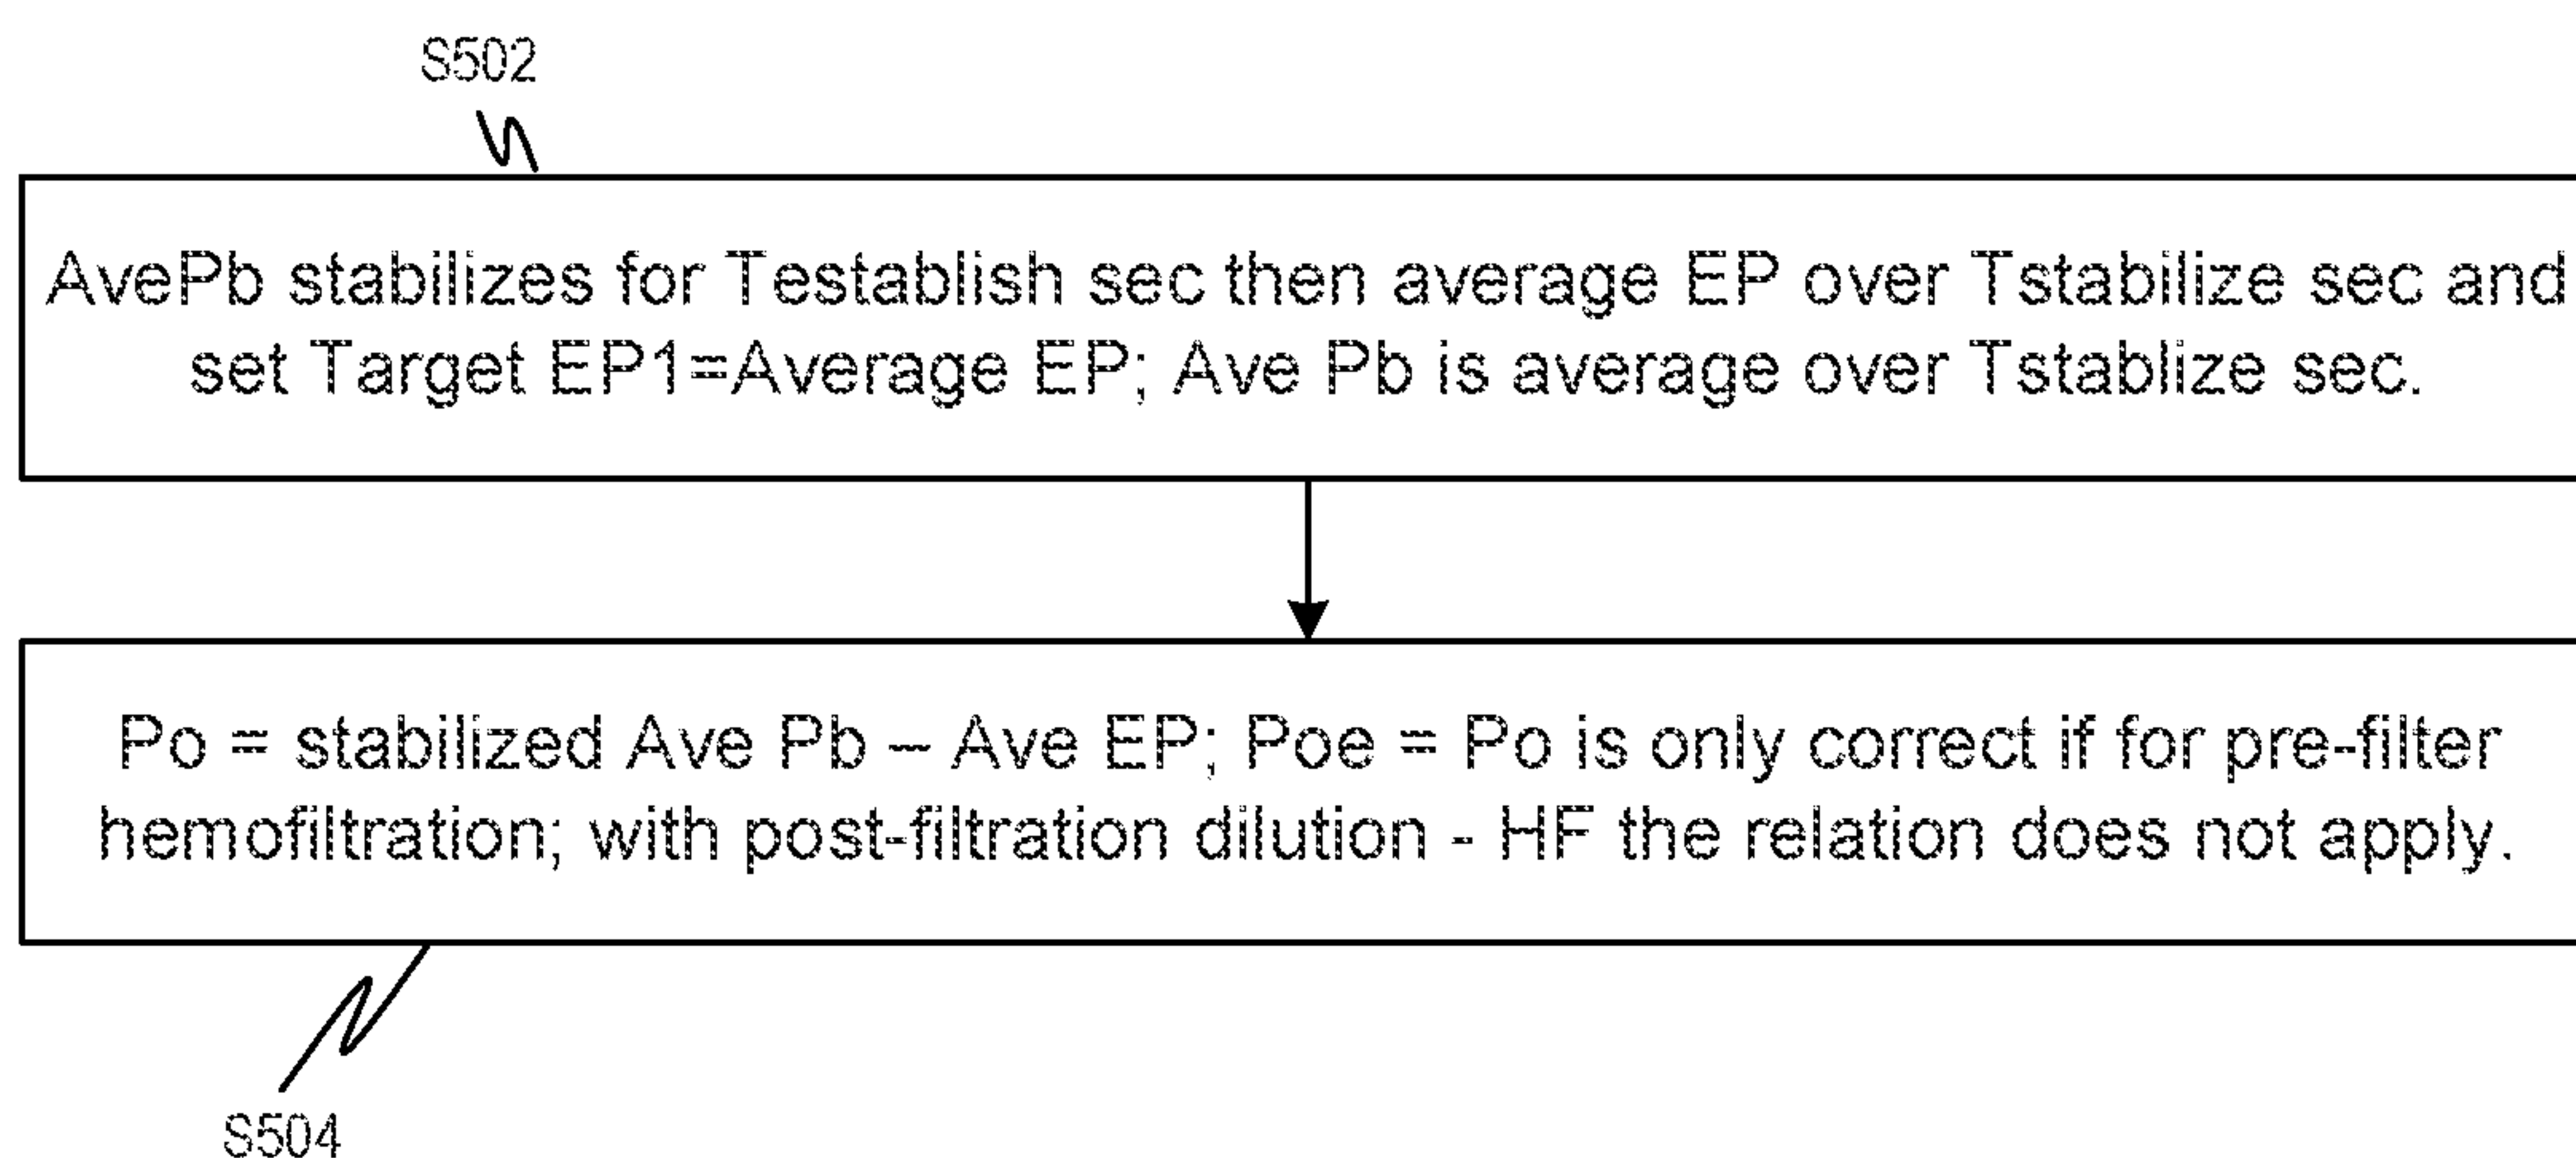 S502
AvePb stabilizes for Testablish sec then average EP over Tstabilize sec and
set Target EP1=Average EP; Ave Pb is average over Tstablize sec.
Po = stabilized Ave Pb – Ave EP; Poe = Po is only correct if for pre-filter
hemofiltration; with post-filtration dilution - HF the relation does not apply.
S504